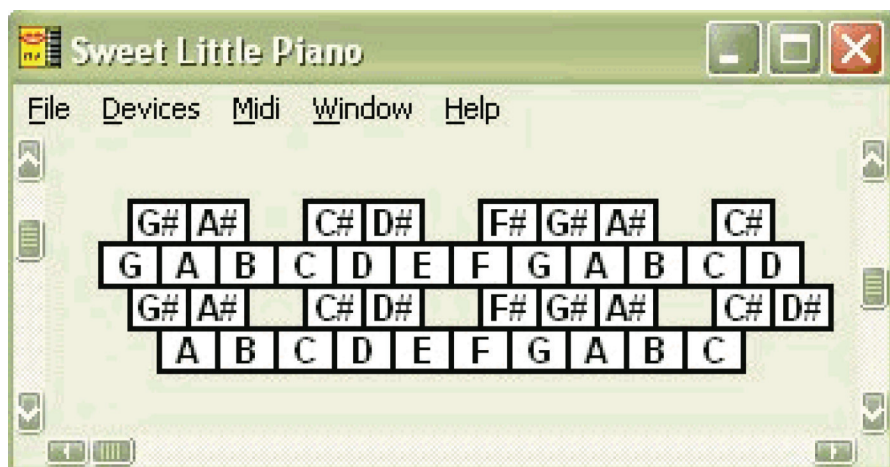 Sweet Little Piano
File Devices Midi Window Help
G# A# C# D# F# G# A# C#
G A B C D E F G A B C D
G# A# C# D# F# G# A# C# D#
A B C D E F G A B C